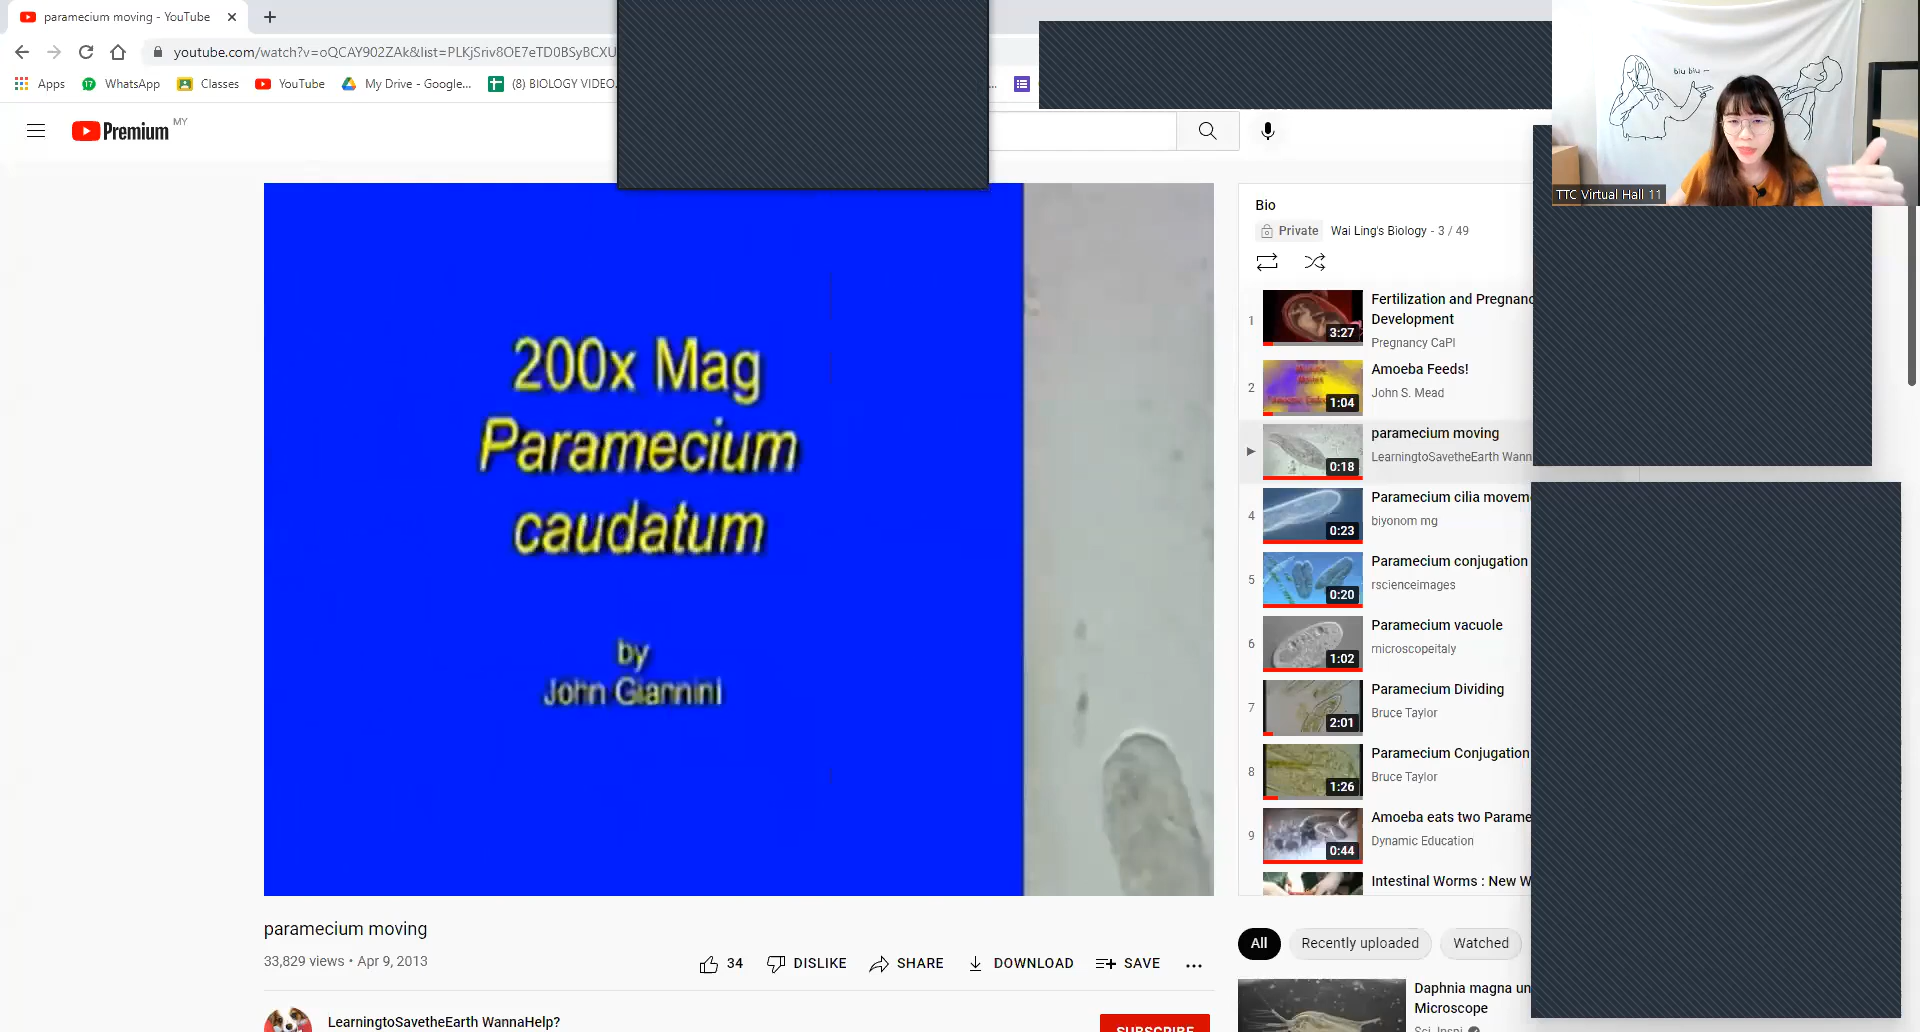 paramecium moving - YouTube
youtube.com/watch?v=oQCAY902ZAk&list=PLKjSriv8OE7eTD0BSyBCXU
Apps
17
WhatsApp
Classes
YouTube
My Drive - Google...
(8) BIOLOGY VIDEO
...
Premium
MY
biu biu ~
TTC Virtual Hall 11
200x Mag
Paramecium
caudatum
by
John Giannini
Bio
Private
Wai Ling's Biology - 3 / 49
1
3:27
Fertilization and Pregnanc
Development
Pregnancy CaPI
2
1:04
Amoeba Feeds!
John S. Mead
0:18
paramecium moving
LearningtoSavetheEarth Wann
4
0:23
Paramecium cilia movem
biyonom mg
5
0:20
Paramecium conjugation
rscienceimages
6
1:02
Paramecium vacuole
microscopeitaly
7
2:01
Paramecium Dividing
Bruce Taylor
8
1:26
Paramecium Conjugation
Bruce Taylor
9
0:44
Amoeba eats two Parame
Dynamic Education
Intestinal Worms : New W
paramecium moving
33,829 views • Apr 9, 2013
34
DISLIKE
SHARE
DOWNLOAD
SAVE
LearningtoSavetheEarth WannaHelp?
SUBSCRIBE
All
Recently uploaded
Watched
Daphnia magna un
Microscope